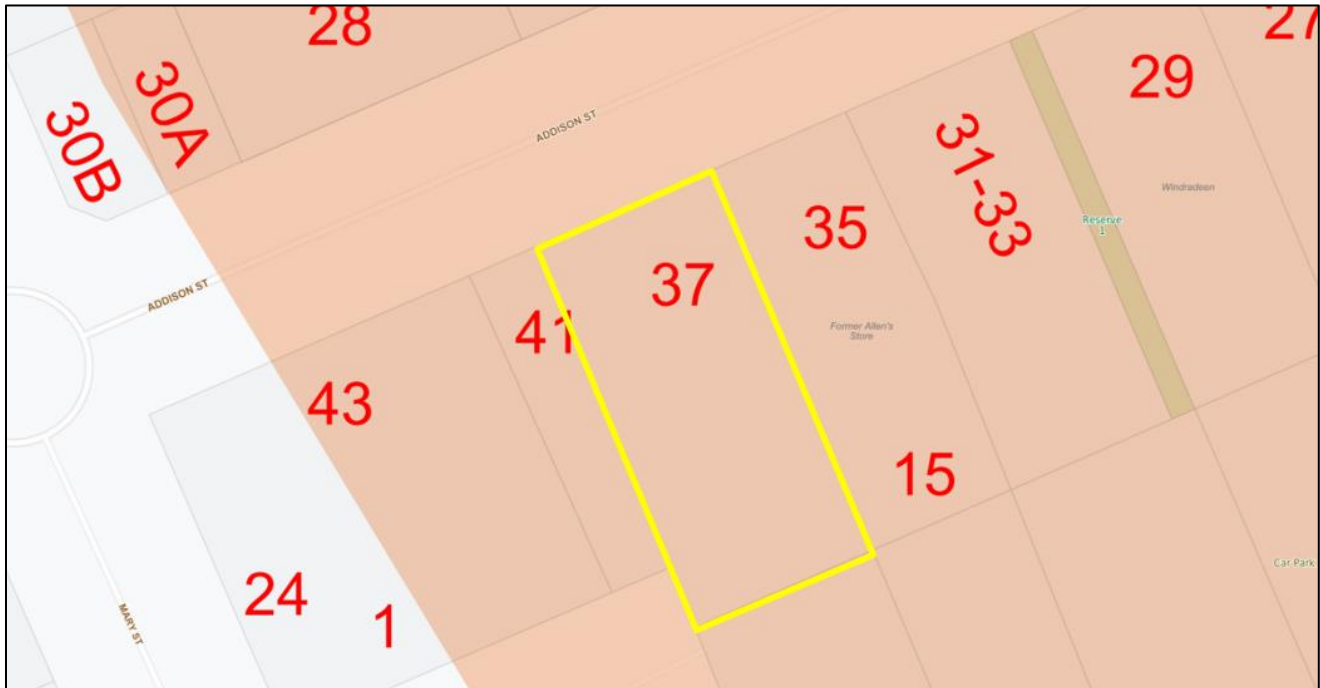 28
27
30A
29
30B
ADDISON ST
31-33
Windradeen
Reserve
1
35
37
ADDISON ST
Former Allen's
Store
41
43
15
Car Park
24
1
MARY ST